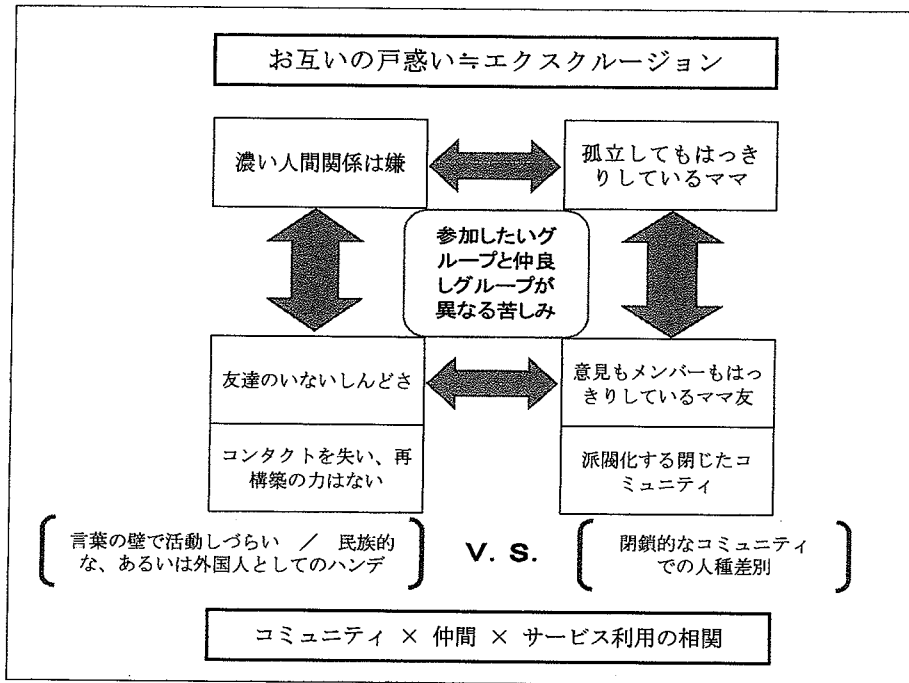 お互いの戸惑い≒エクスクルージョン
濃い人間関係は嫌
孤立してもはっき
りしているママ
参加したいグ
ループと仲良
しグループが
異なる苦しみ
友達のいないしんどさ
意見もメンバーもはっ
きりしているママ友
コンタクトを失い、再
構築の力はない
派閥化する閉じたコ
ミュニティ
言葉の壁で活動しづらい ／ 民族的
な、あるいは外国人としてのハンデ
V. S.
閉鎖的なコミュニティ
での人種差別
コミュニティ × 仲間 × サービス利用の相関